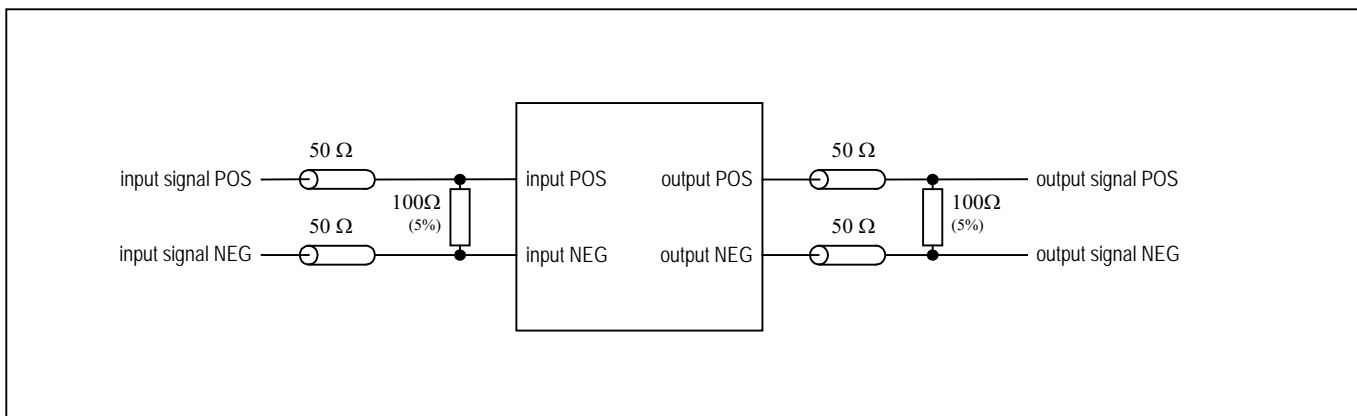 50 Ω
50 Ω
input signal POS
input POS
output POS
output signal POS
100Ω
(5%)
100Ω
(5%)
50 Ω
50 Ω
input signal NEG
input NEG
output NEG
output signal NEG